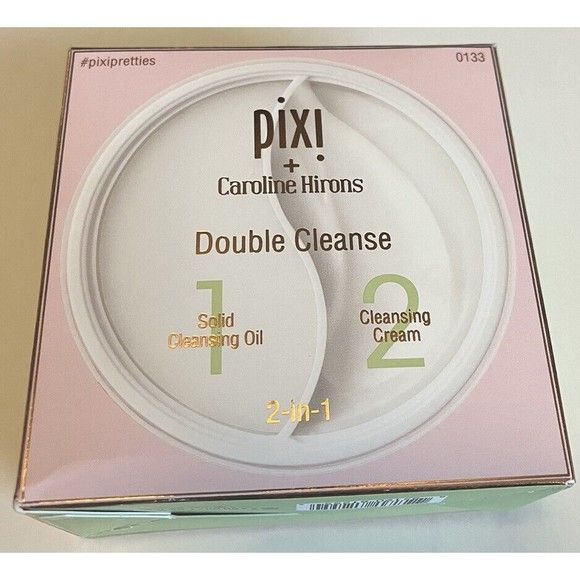 #pixipretties
0133
pixi
+
Caroline Hirons
Double Cleanse
1
Solid
Cleansing Oil
2
Cleansing
Cream
2-in-1